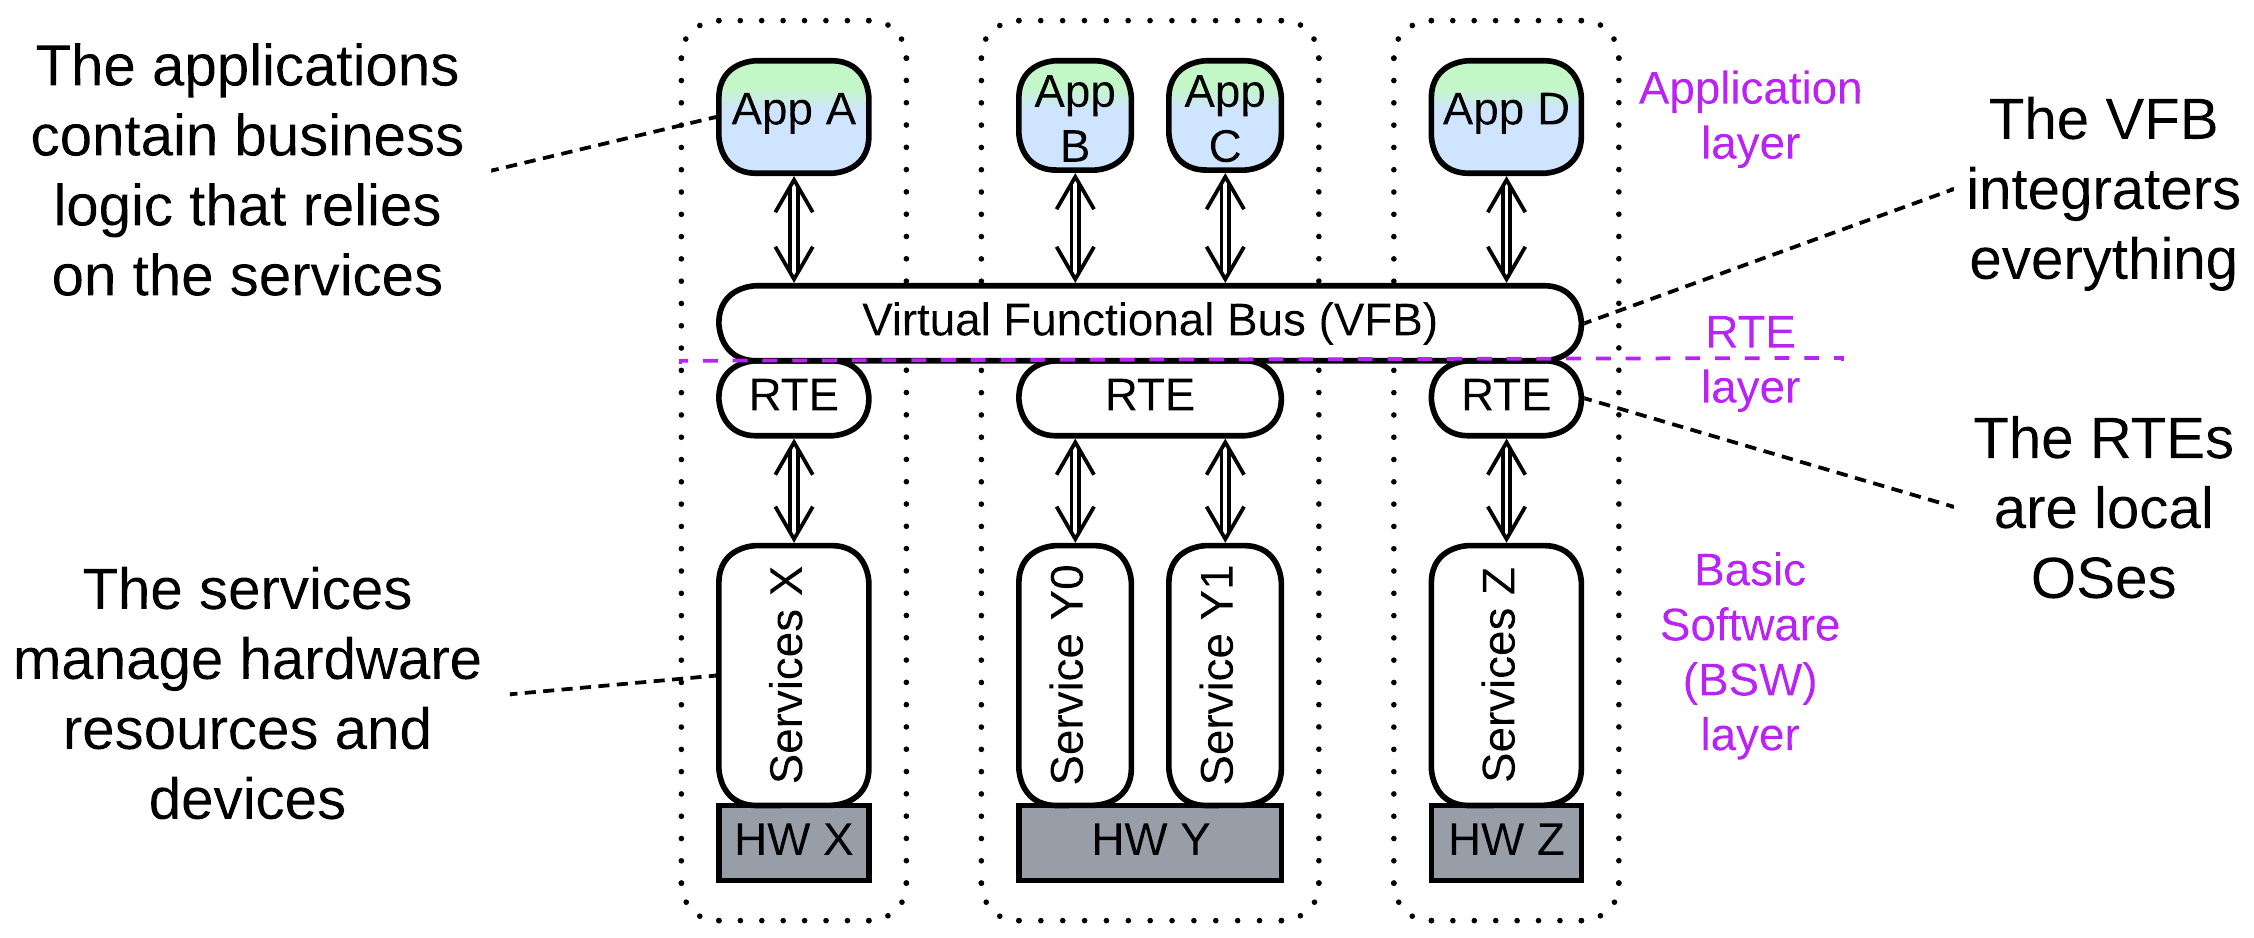 The applications
contain business
logic that relies
on the services
App A
App
B
App
C
App D
Application
layer
The VFB
integraters
everything
Virtual Functional Bus (VFB)
RTE
layer
RTE
RTE
RTE
The RTEs
are local
OSes
The services
manage hardware
resources and
devices
Services X
Service Y0
Service Y1
Services Z
Basic
Software
(BSW)
layer
HW X
HW Y
HW Z